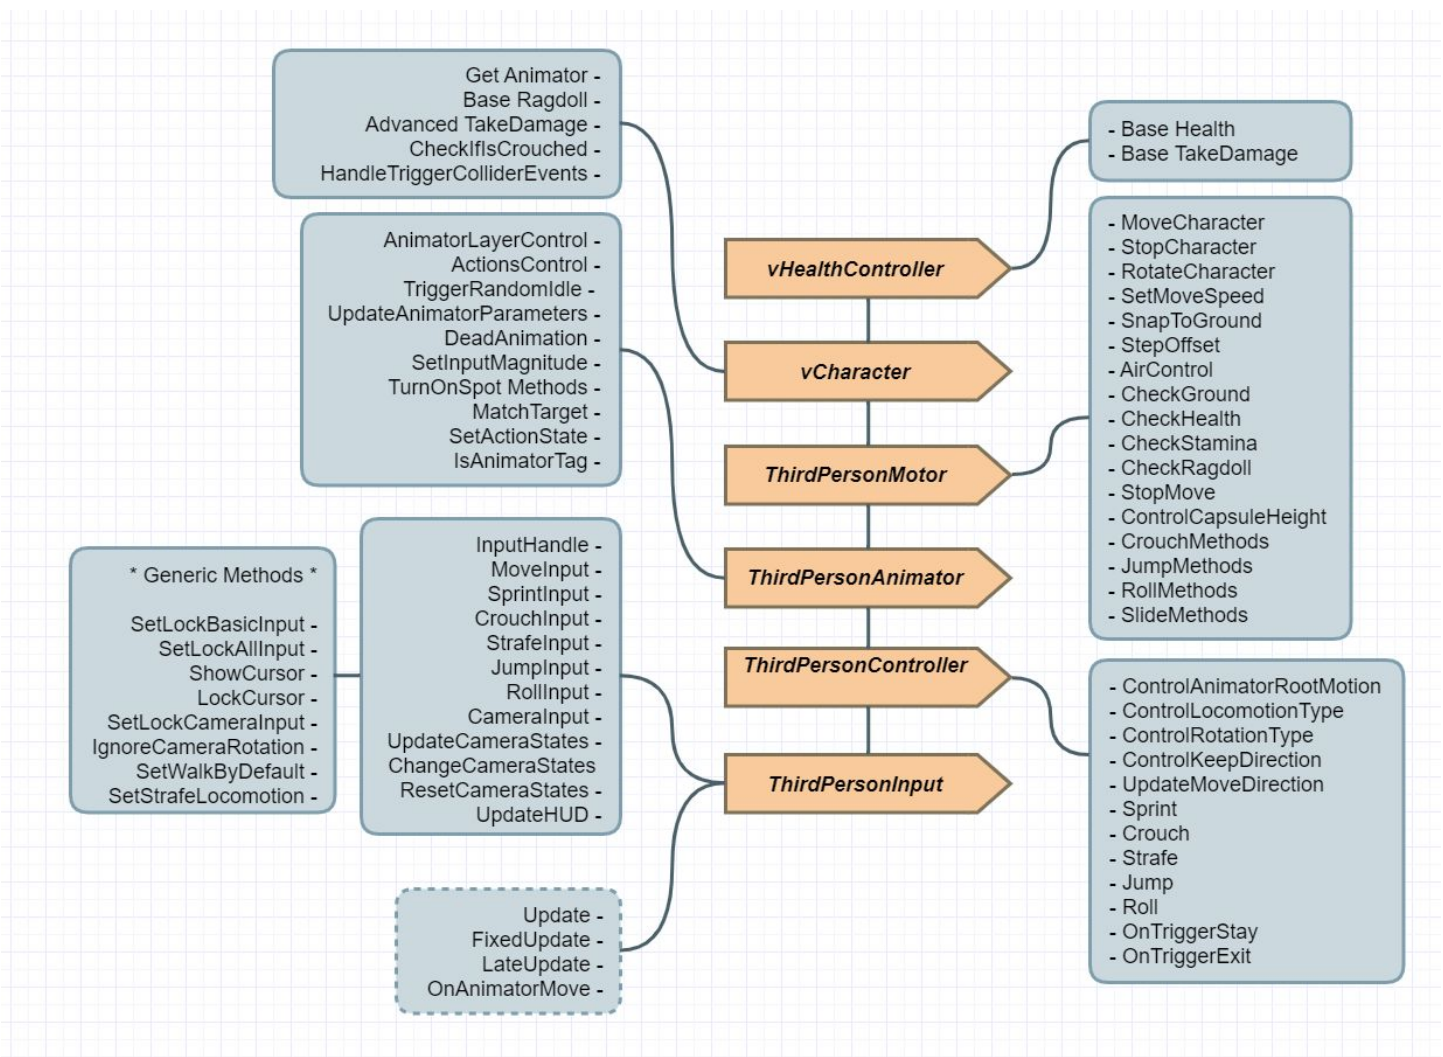 Get Animator -
Base Ragdoll -
Advanced TakeDamage -
CheckIfIsCrouched -
HandleTriggerColliderEvents -
AnimatorLayerControl -
ActionsControl -
TriggerRandomIdle -
UpdateAnimatorParameters -
DeadAnimation -
SetInputMagnitude -
TurnOnSpot Methods -
MatchTarget -
SetActionState -
IsAnimatorTag -
* Generic Methods *
SetLockBasicInput -
SetLockAllInput -
ShowCursor -
LockCursor -
SetLockCameraInput -
IgnoreCameraRotation -
SetWalkByDefault -
SetStrafeLocomotion -
InputHandle -
MoveInput -
SprintInput -
CrouchInput -
StrafeInput -
JumpInput -
RollInput -
CameraInput -
UpdateCameraStates -
ChangeCameraStates
ResetCameraStates -
UpdateHUD -
Update -
FixedUpdate -
LateUpdate -
OnAnimatorMove -
vHealthController
vCharacter
ThirdPersonMotor
ThirdPersonAnimator
ThirdPersonController
ThirdPersonInput
- Base Health
- Base TakeDamage
- MoveCharacter
- StopCharacter
- RotateCharacter
- SetMoveSpeed
- SnapToGround
- StepOffset
- AirControl
- CheckGround
- CheckHealth
- CheckStamina
- CheckRagdoll
- StopMove
- ControlCapsuleHeight
- CrouchMethods
- JumpMethods
- RollMethods
- SlideMethods
- ControlAnimatorRootMotion
- ControlLocomotionType
- ControlRotationType
- ControlKeepDirection
- UpdateMoveDirection
- Sprint
- Crouch
- Strafe
- Jump
- Roll
- OnTriggerStay
- OnTriggerExit